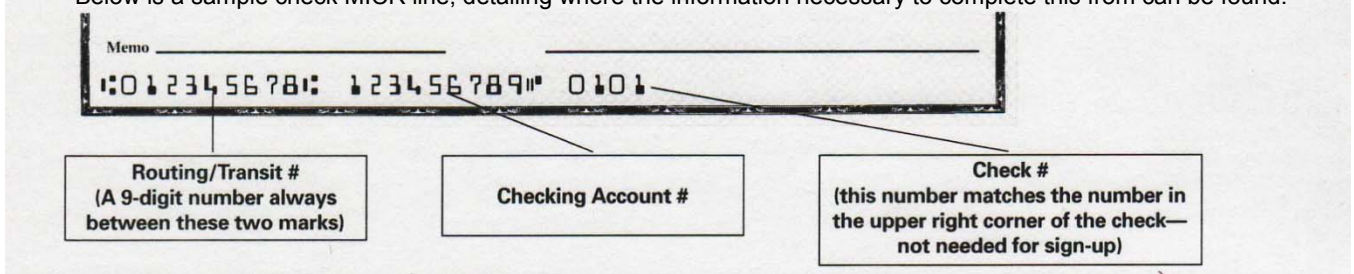 Below is a sample check MICR line, detailing where the information necessary to complete this from can be found.
Memo
⑆012345678⑆ 123456789⑈ 0101
Routing/Transit #
(A 9-digit number always
between these two marks)
Checking Account #
Check #
(this number matches the number in
the upper right corner of the check—
not needed for sign-up)